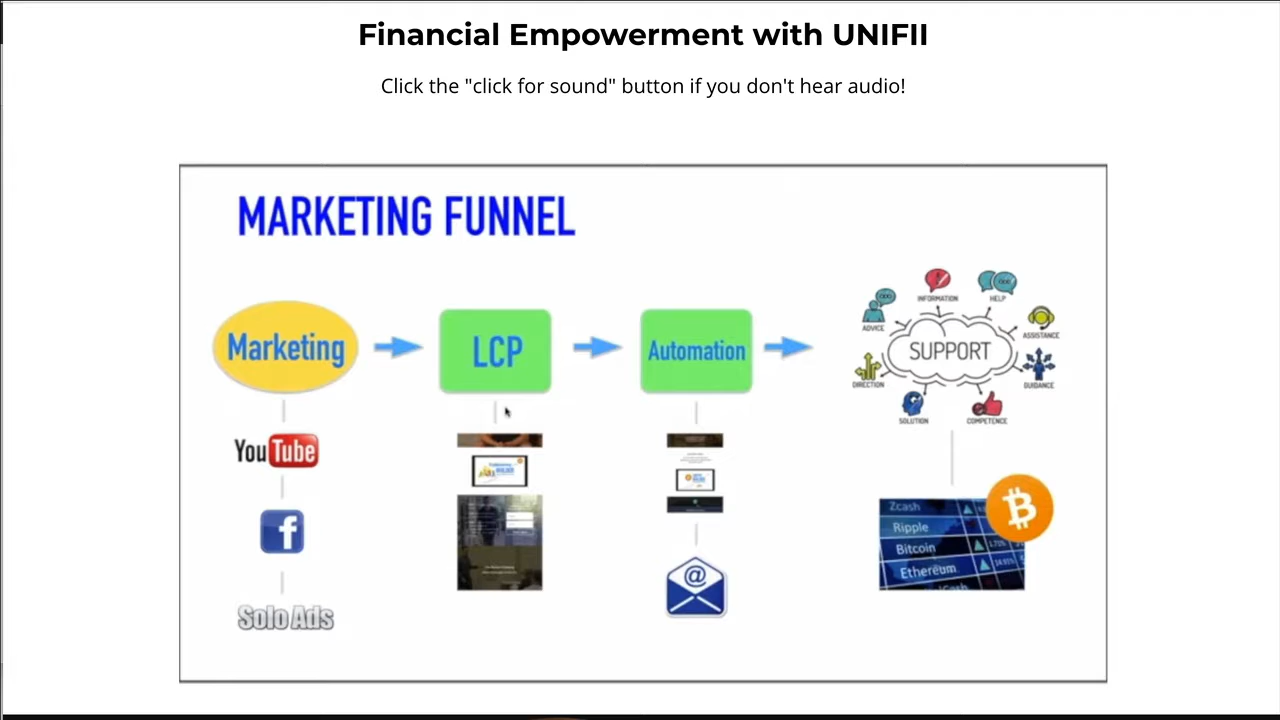 Financial Empowerment with UNIFII
Click the "click for sound" button if you don't hear audio!
MARKETING FUNNEL
Marketing
LCP
Automation
SUPPORT
INFORMATION
HELP
ADVICE
ASSISTANCE
DIRECTION
GUIDANCE
SOLUTION
COMPETENCE
YouTube
f
Solo Ads
@
Zcash
Ripple
Bitcoin
Ethereum